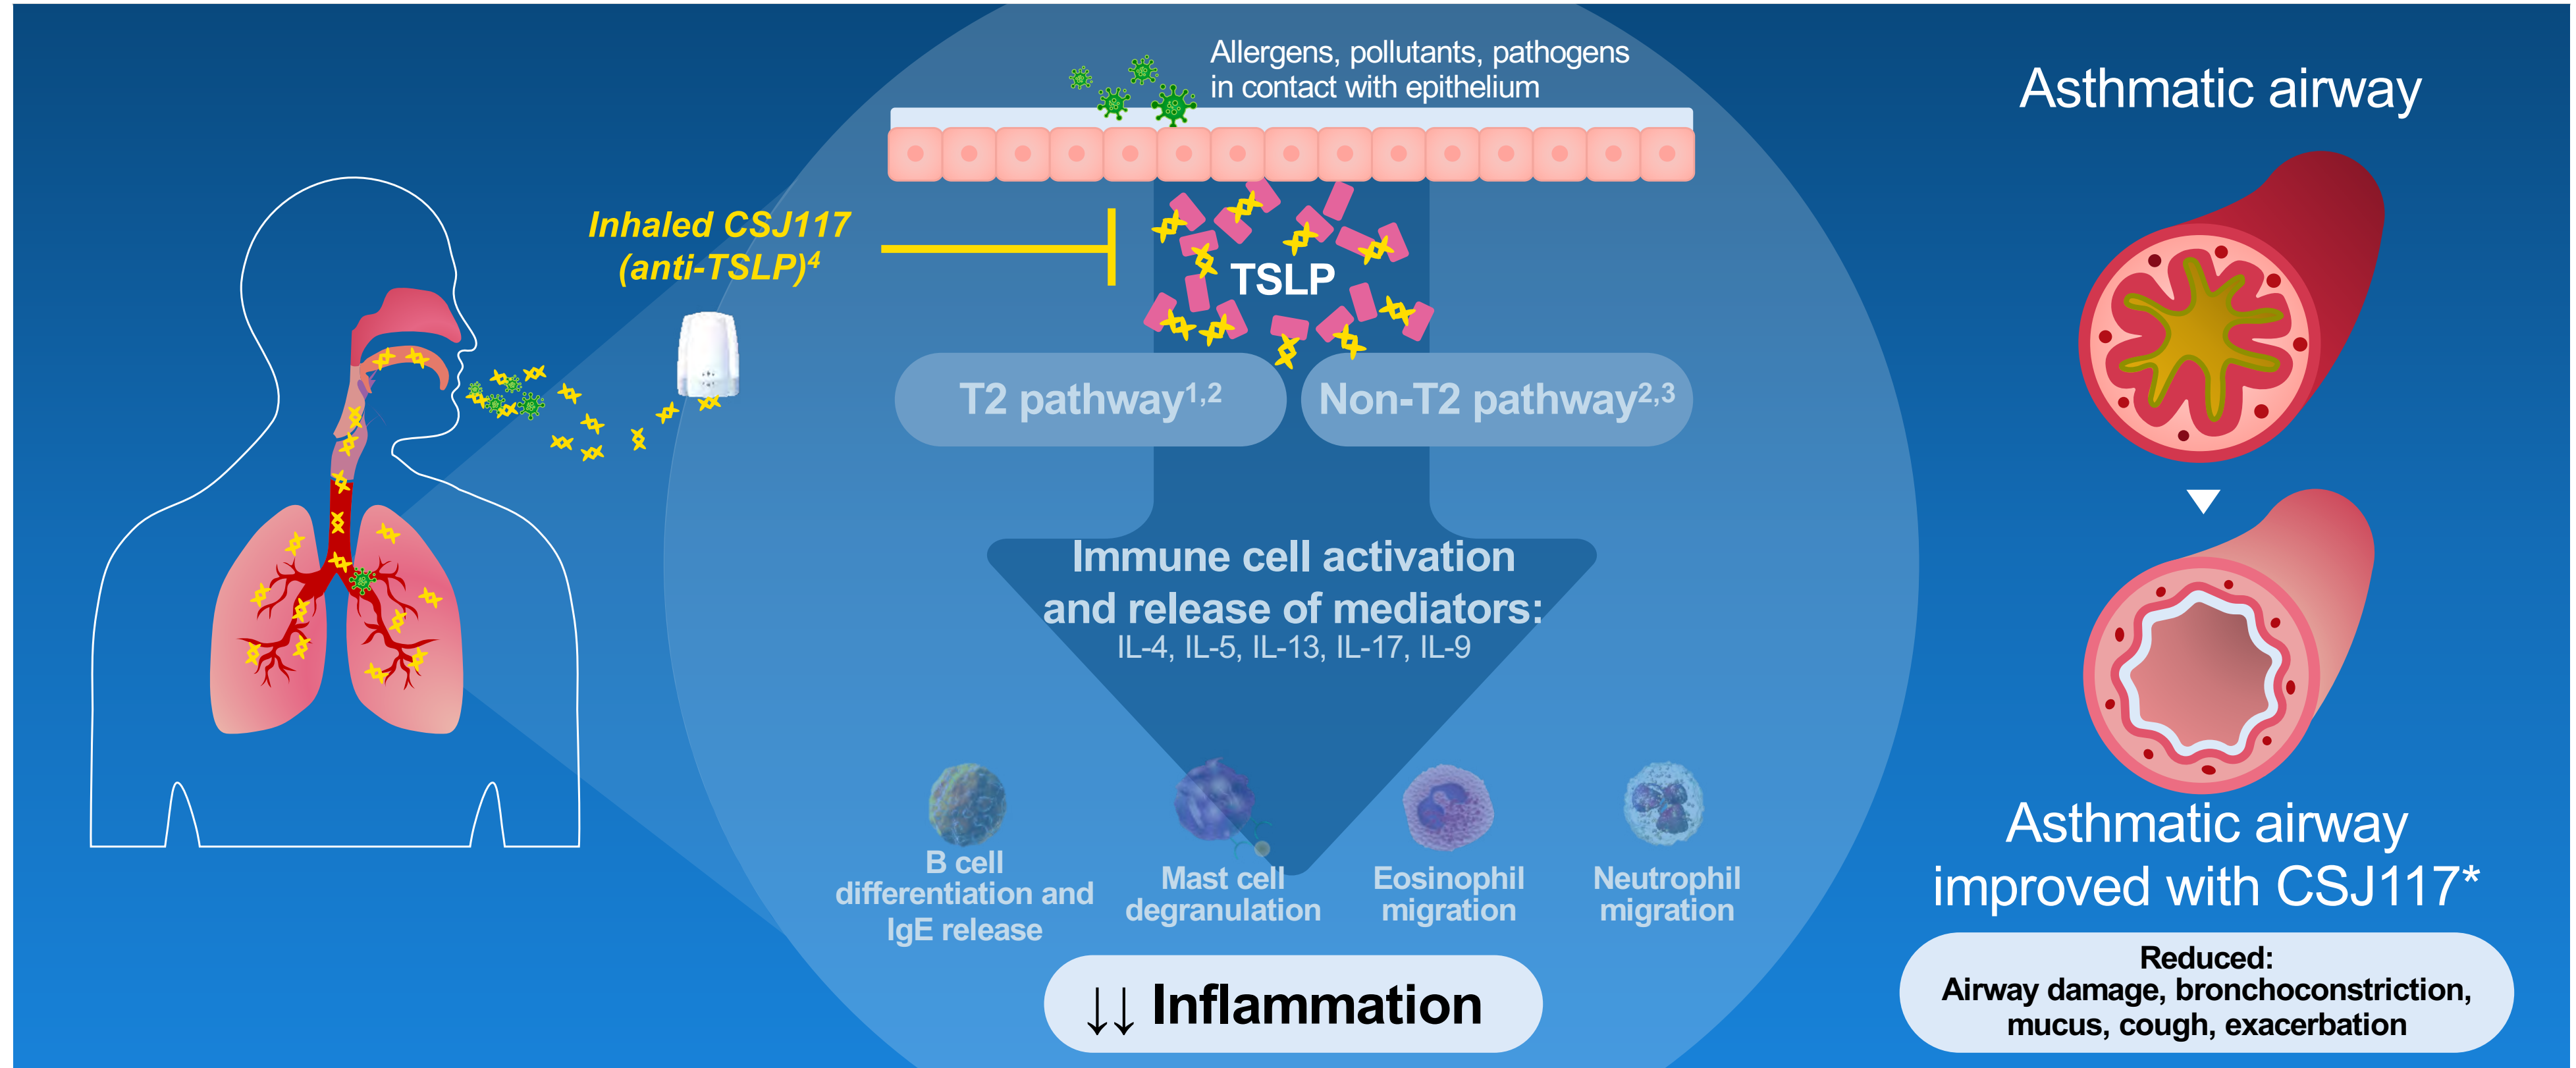 Allergens, pollutants, pathogens
in contact with epithelium
Inhaled CSJ117
(anti-TSLP)⁴
TSLP
T2 pathway¹,²
Non-T2 pathway²,³
Immune cell activation
and release of mediators:
IL-4, IL-5, IL-13, IL-17, IL-9
B cell
differentiation and
IgE release
Mast cell
degranulation
Eosinophil
migration
Neutrophil
migration
↓↓ Inflammation
Asthmatic airway
Asthmatic airway
improved with CSJ117*
Reduced:
Airway damage, bronchoconstriction,
mucus, cough, exacerbation